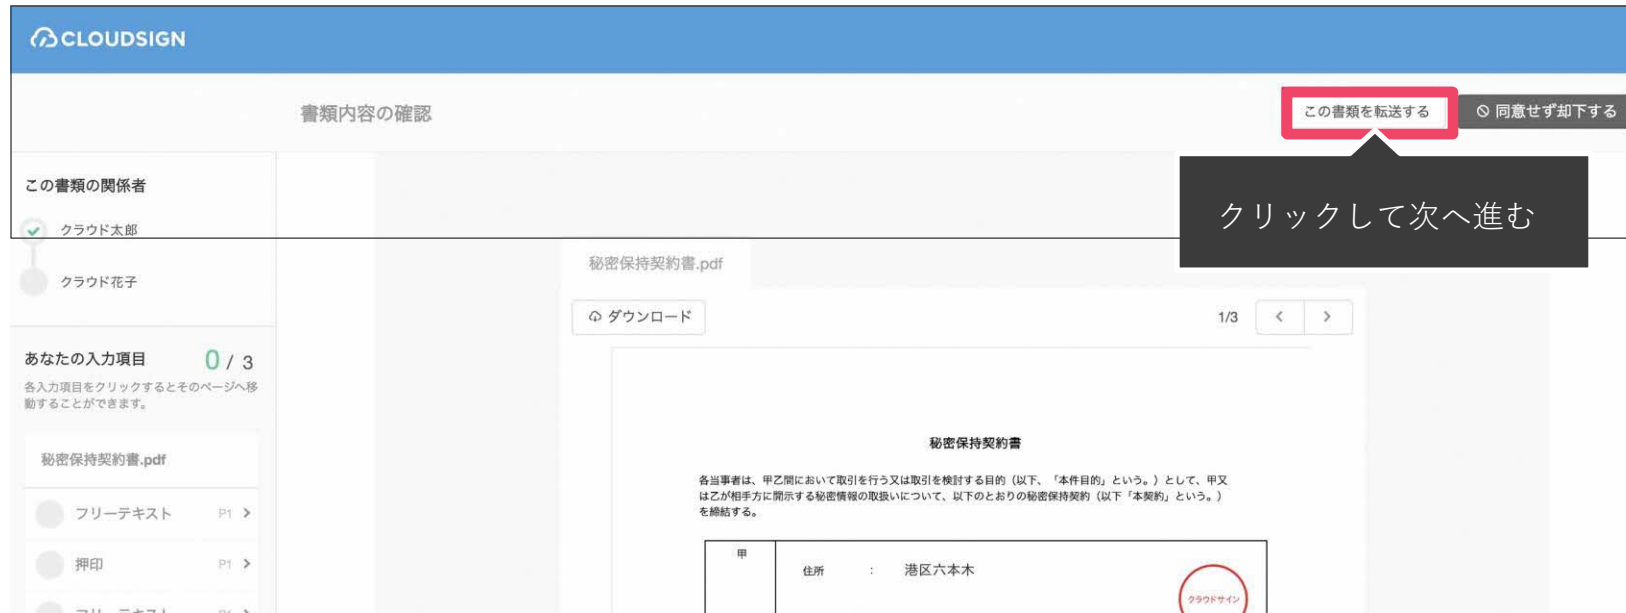 CLOUDSIGN
書類内容の確認
この書類を転送する
同意せず却下する
クリックして次へ進む
この書類の関係者
クラウド太郎
クラウド花子
あなたの入力項目 0 / 3
各入力項目をクリックするとそのページへ移
動することができます。
秘密保持契約書.pdf
フリーテキスト P1
押印 P1
フリーテキスト P1
秘密保持契約書.pdf
ダウンロード
1/3
秘密保持契約書
各当事者は、甲乙間において取引を行う又は取引を検討する目的（以下、「本件目的」という。）として、甲又
は乙が相手方に開示する秘密情報の取扱いについて、以下のとおりの秘密保持契約（以下「本契約」という。）
を締結する。
甲
住所 : 港区六本木
クラウドサイン